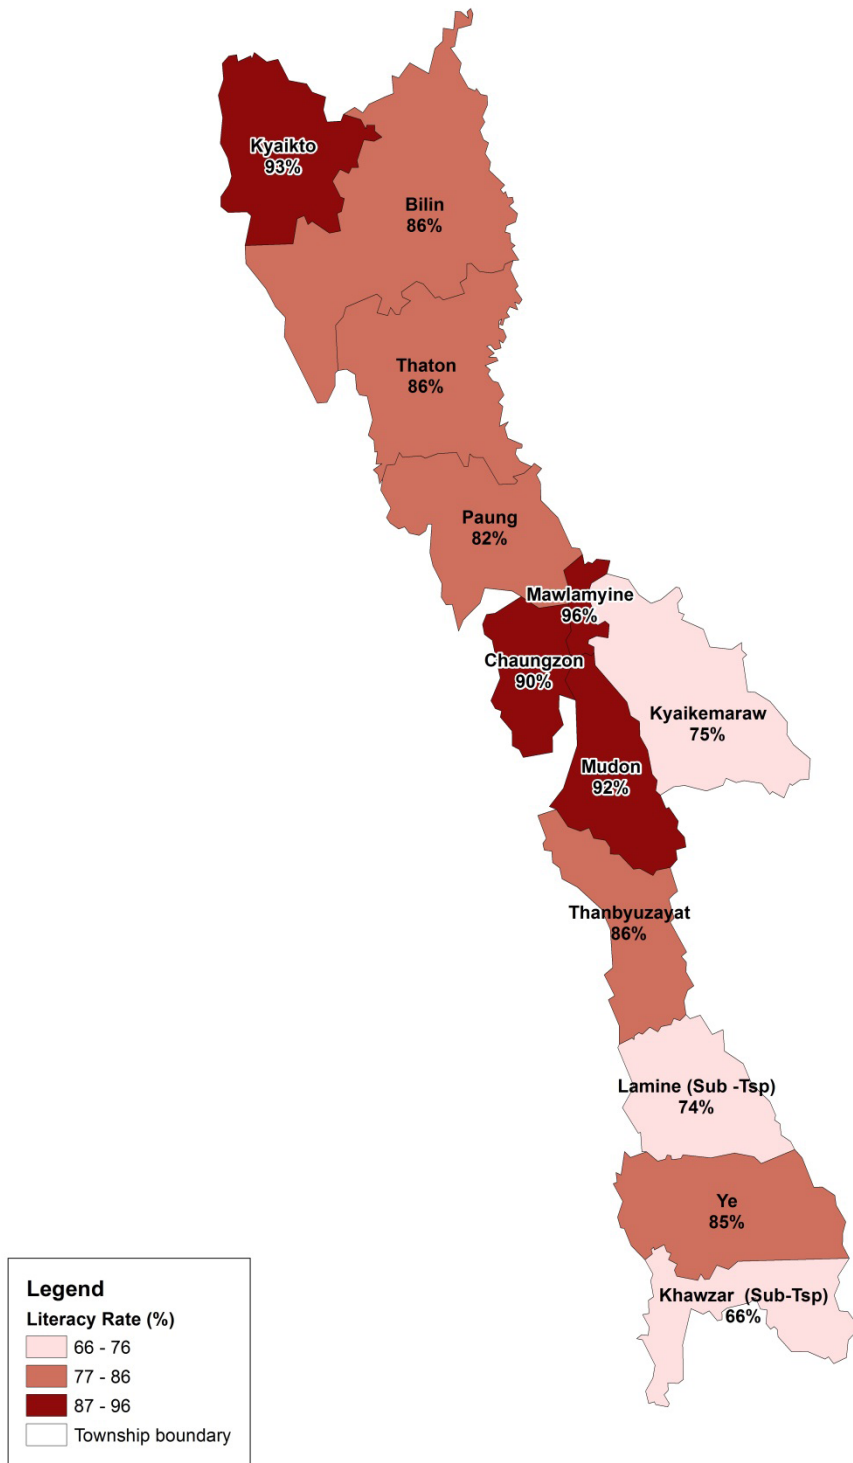 Kyaikto
93%
Bilin
86%
Thaton
86%
Paung
82%
Mawlamyine
96%
Chaungzon
90%
Kyaikemaraw
75%
Mudon
92%
Thanbyuzayat
86%
Lamine (Sub -Tsp)
74%
Ye
85%
Khawzar (Sub-Tsp)
66%
Legend
Literacy Rate (%)
66 - 76
77 - 86
87 - 96
Township boundary